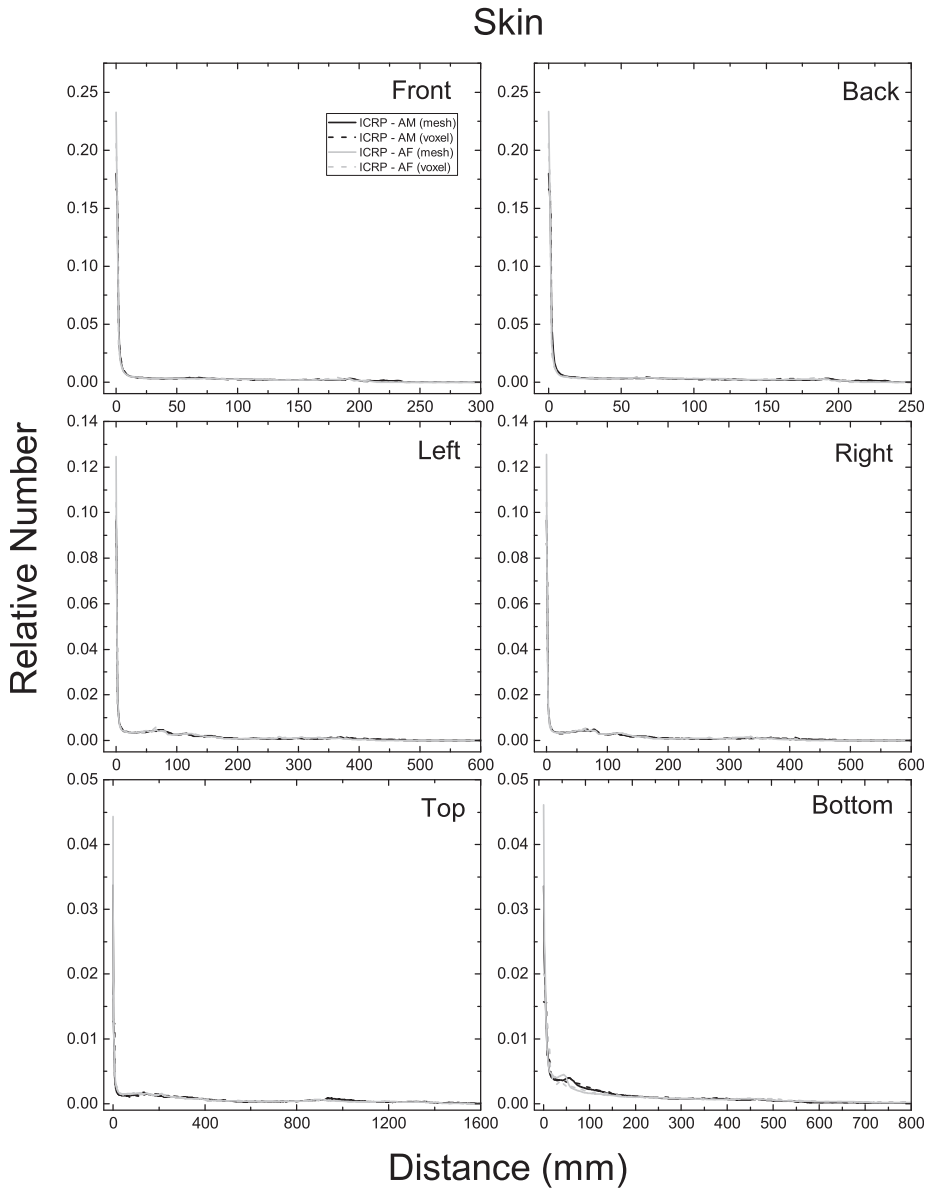 Skin
Front
ICRP - AM (mesh)
ICRP - AM (voxel)
ICRP - AF (mesh)
ICRP - AF (voxel)
0.25
0.20
0.15
0.10
0.05
0.00
0 50 100 150 200 250 300
Back
0.25
0.20
0.15
0.10
0.05
0.00
0 50 100 150 200 250
Relative Number
Left
0.14
0.12
0.10
0.08
0.06
0.04
0.02
0.00
0 100 200 300 400 500 600
Right
0.14
0.12
0.10
0.08
0.06
0.04
0.02
0.00
0 100 200 300 400 500 600
Top
0.05
0.04
0.03
0.02
0.01
0.00
0 400 800 1200 1600
Bottom
0.05
0.04
0.03
0.02
0.01
0.00
0 100 200 300 400 500 600 700 800
Distance (mm)